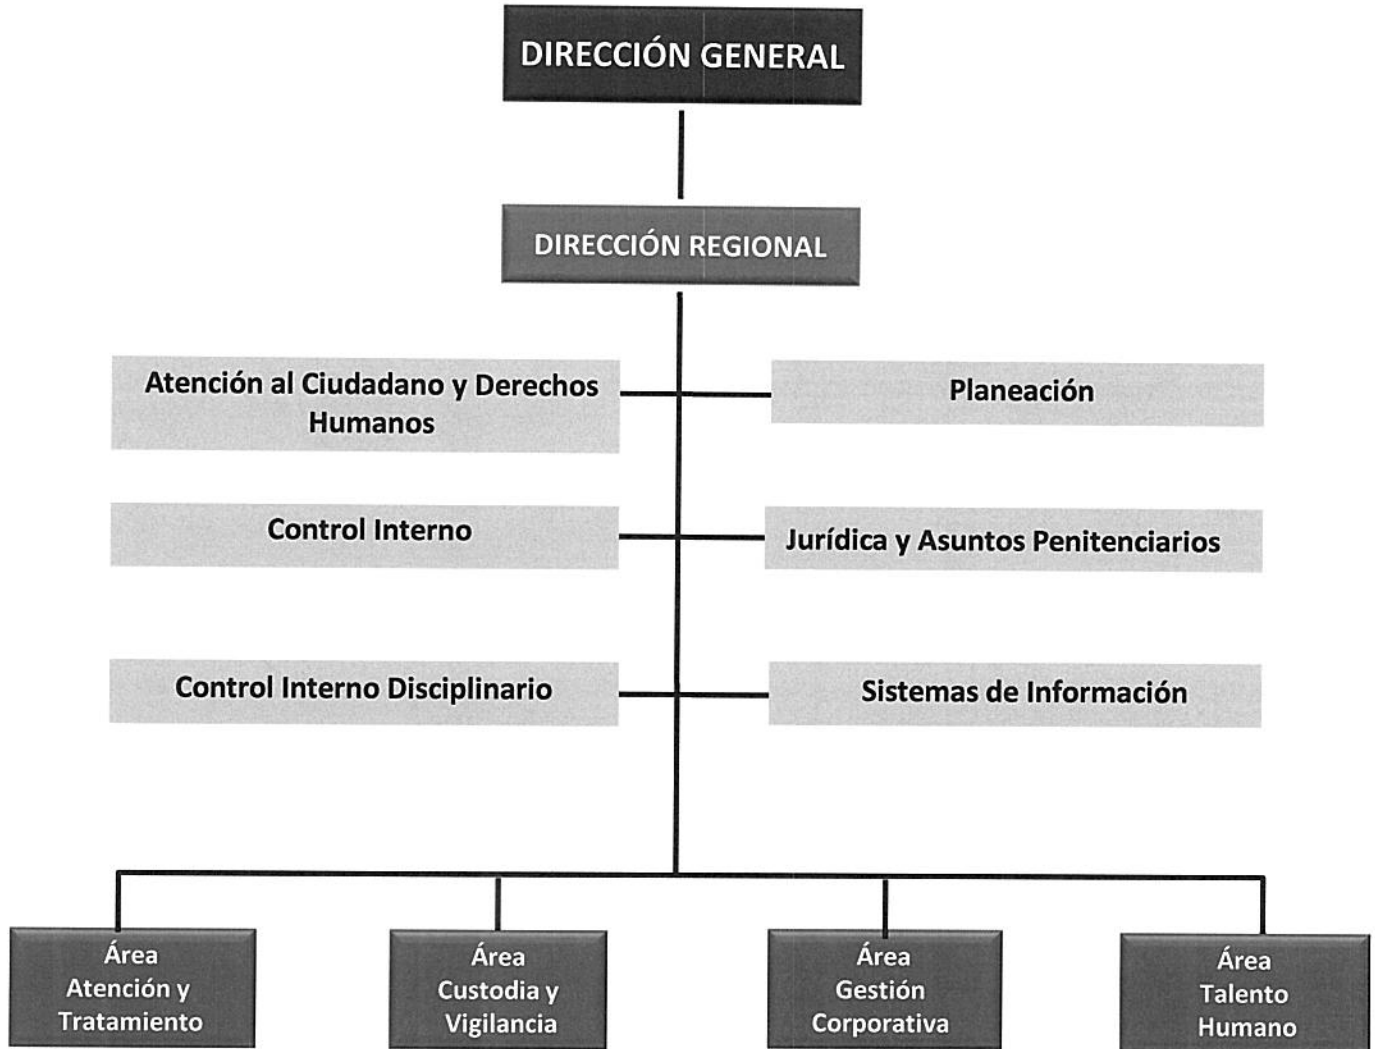 DIRECCIÓN GENERAL
DIRECCIÓN REGIONAL
Atención al Ciudadano y Derechos
Humanos
Planeación
Control Interno
Jurídica y Asuntos Penitenciarios
Control Interno Disciplinario
Sistemas de Información
Área
Atención y
Tratamiento
Área
Custodia y
Vigilancia
Área
Gestión
Corporativa
Área
Talento
Humano